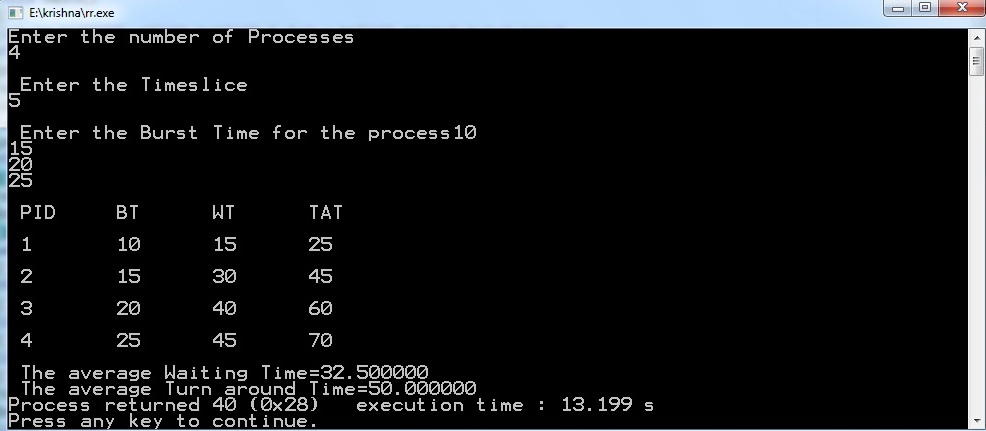 E:\krishna\rr.exe
Enter the number of Processes
4
Enter the Timeslice
5
Enter the Burst Time for the process10
15
20
25
PID BT WT TAT
1 10 15 25
2 15 30 45
3 20 40 60
4 25 45 70
The average Waiting Time=32.500000
The average Turn around Time=50.000000
Process returned 40 (0x28) execution time : 13.199 s
Press any key to continue.